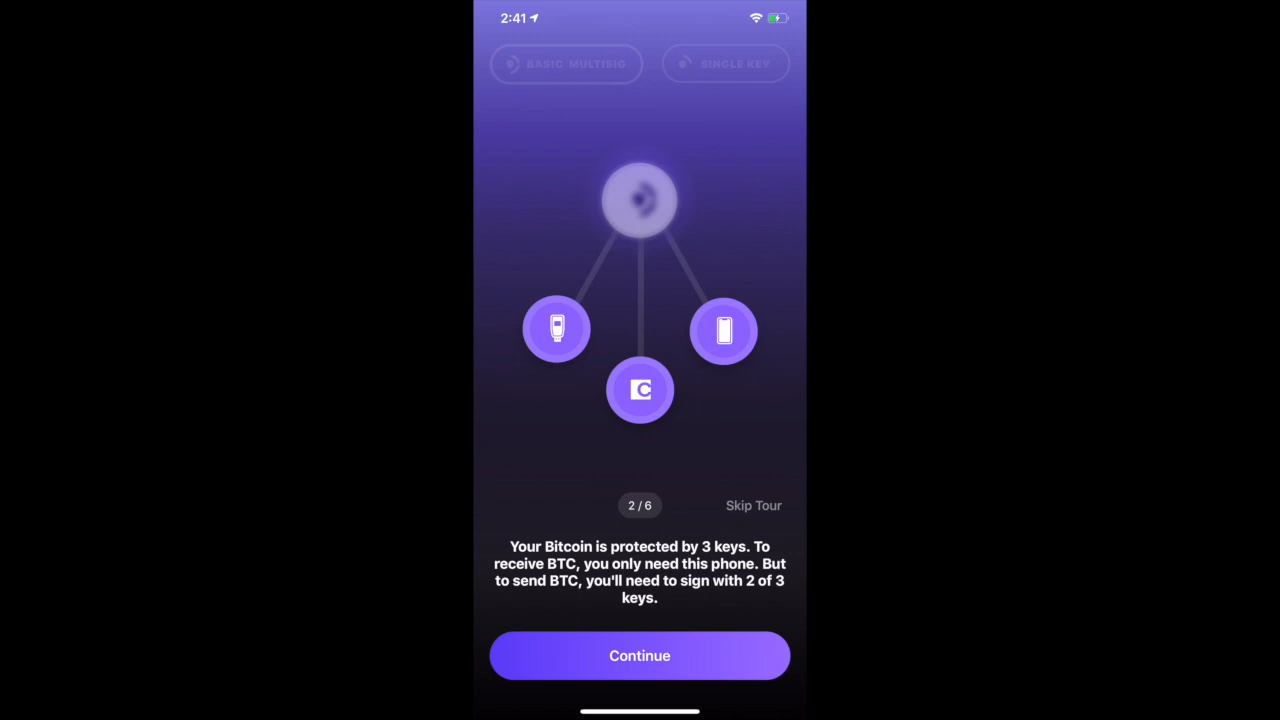 2:41
BASIC MULTISIG
SINGLE KEY
C
2 / 6
Skip Tour
Your Bitcoin is protected by 3 keys. To
receive BTC, you only need this phone. But
to send BTC, you'll need to sign with 2 of 3
keys.
Continue